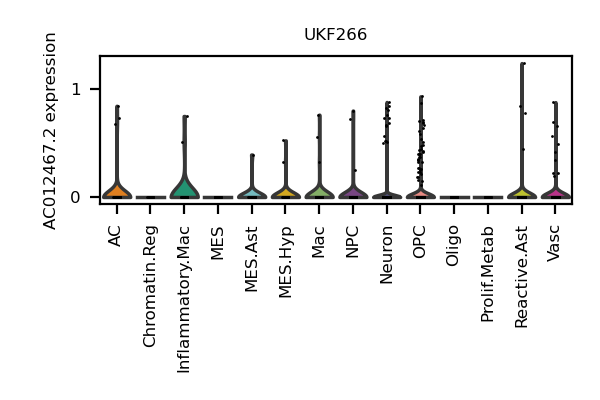 UKF266
AC012467.2 expression
1
0
AC
Chromatin.Reg
Inflammatory.Mac
MES
MES.Ast
MES.Hyp
Mac
NPC
Neuron
OPC
Oligo
Prolif.Metab
Reactive.Ast
Vasc